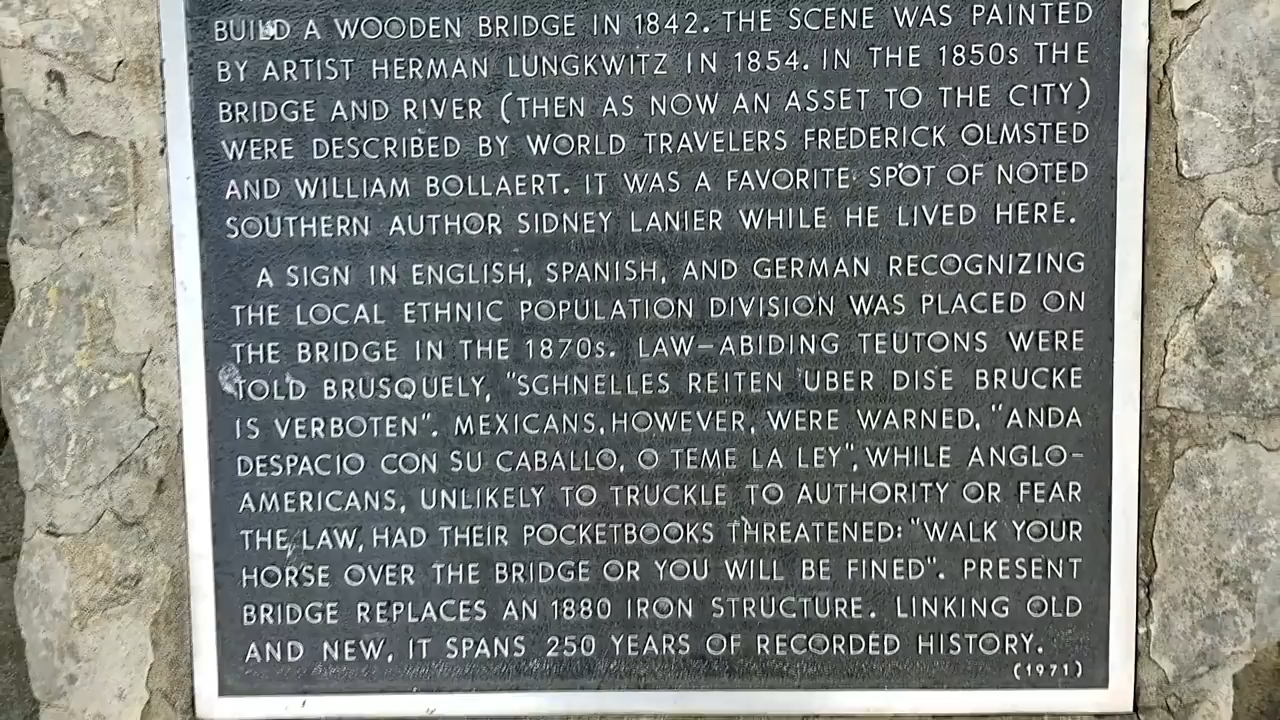 BUILD A WOODEN BRIDGE IN 1842. THE SCENE WAS PAINTED
BY ARTIST HERMAN LUNGKWITZ IN 1854. IN THE 1850s THE
BRIDGE AND RIVER (THEN AS NOW AN ASSET TO THE CITY)
WERE DESCRIBED BY WORLD TRAVELERS FREDERICK OLMSTED
AND WILLIAM BOLLAERT. IT WAS A FAVORITE SPOT OF NOTED
SOUTHERN AUTHOR SIDNEY LANIER WHILE HE LIVED HERE.
A SIGN IN ENGLISH, SPANISH, AND GERMAN RECOGNIZING
THE LOCAL ETHNIC POPULATION DIVISION WAS PLACED ON
THE BRIDGE IN THE 1870s. LAW-ABIDING TEUTONS WERE
TOLD BRUSQUELY, "SCHNELLES REITEN UBER DISE BRUCKE
IS VERBOTEN". MEXICANS, HOWEVER, WERE WARNED, "ANDA
DESPACIO CON SU CABALLO, O TEME LA LEY", WHILE ANGLO-
AMERICANS, UNLIKELY TO TRUCKLE TO AUTHORITY OR FEAR
THE LAW, HAD THEIR POCKETBOOKS THREATENED: "WALK YOUR
HORSE OVER THE BRIDGE OR YOU WILL BE FINED". PRESENT
BRIDGE REPLACES AN 1880 IRON STRUCTURE. LINKING OLD
AND NEW, IT SPANS 250 YEARS OF RECORDED HISTORY.
(1971)